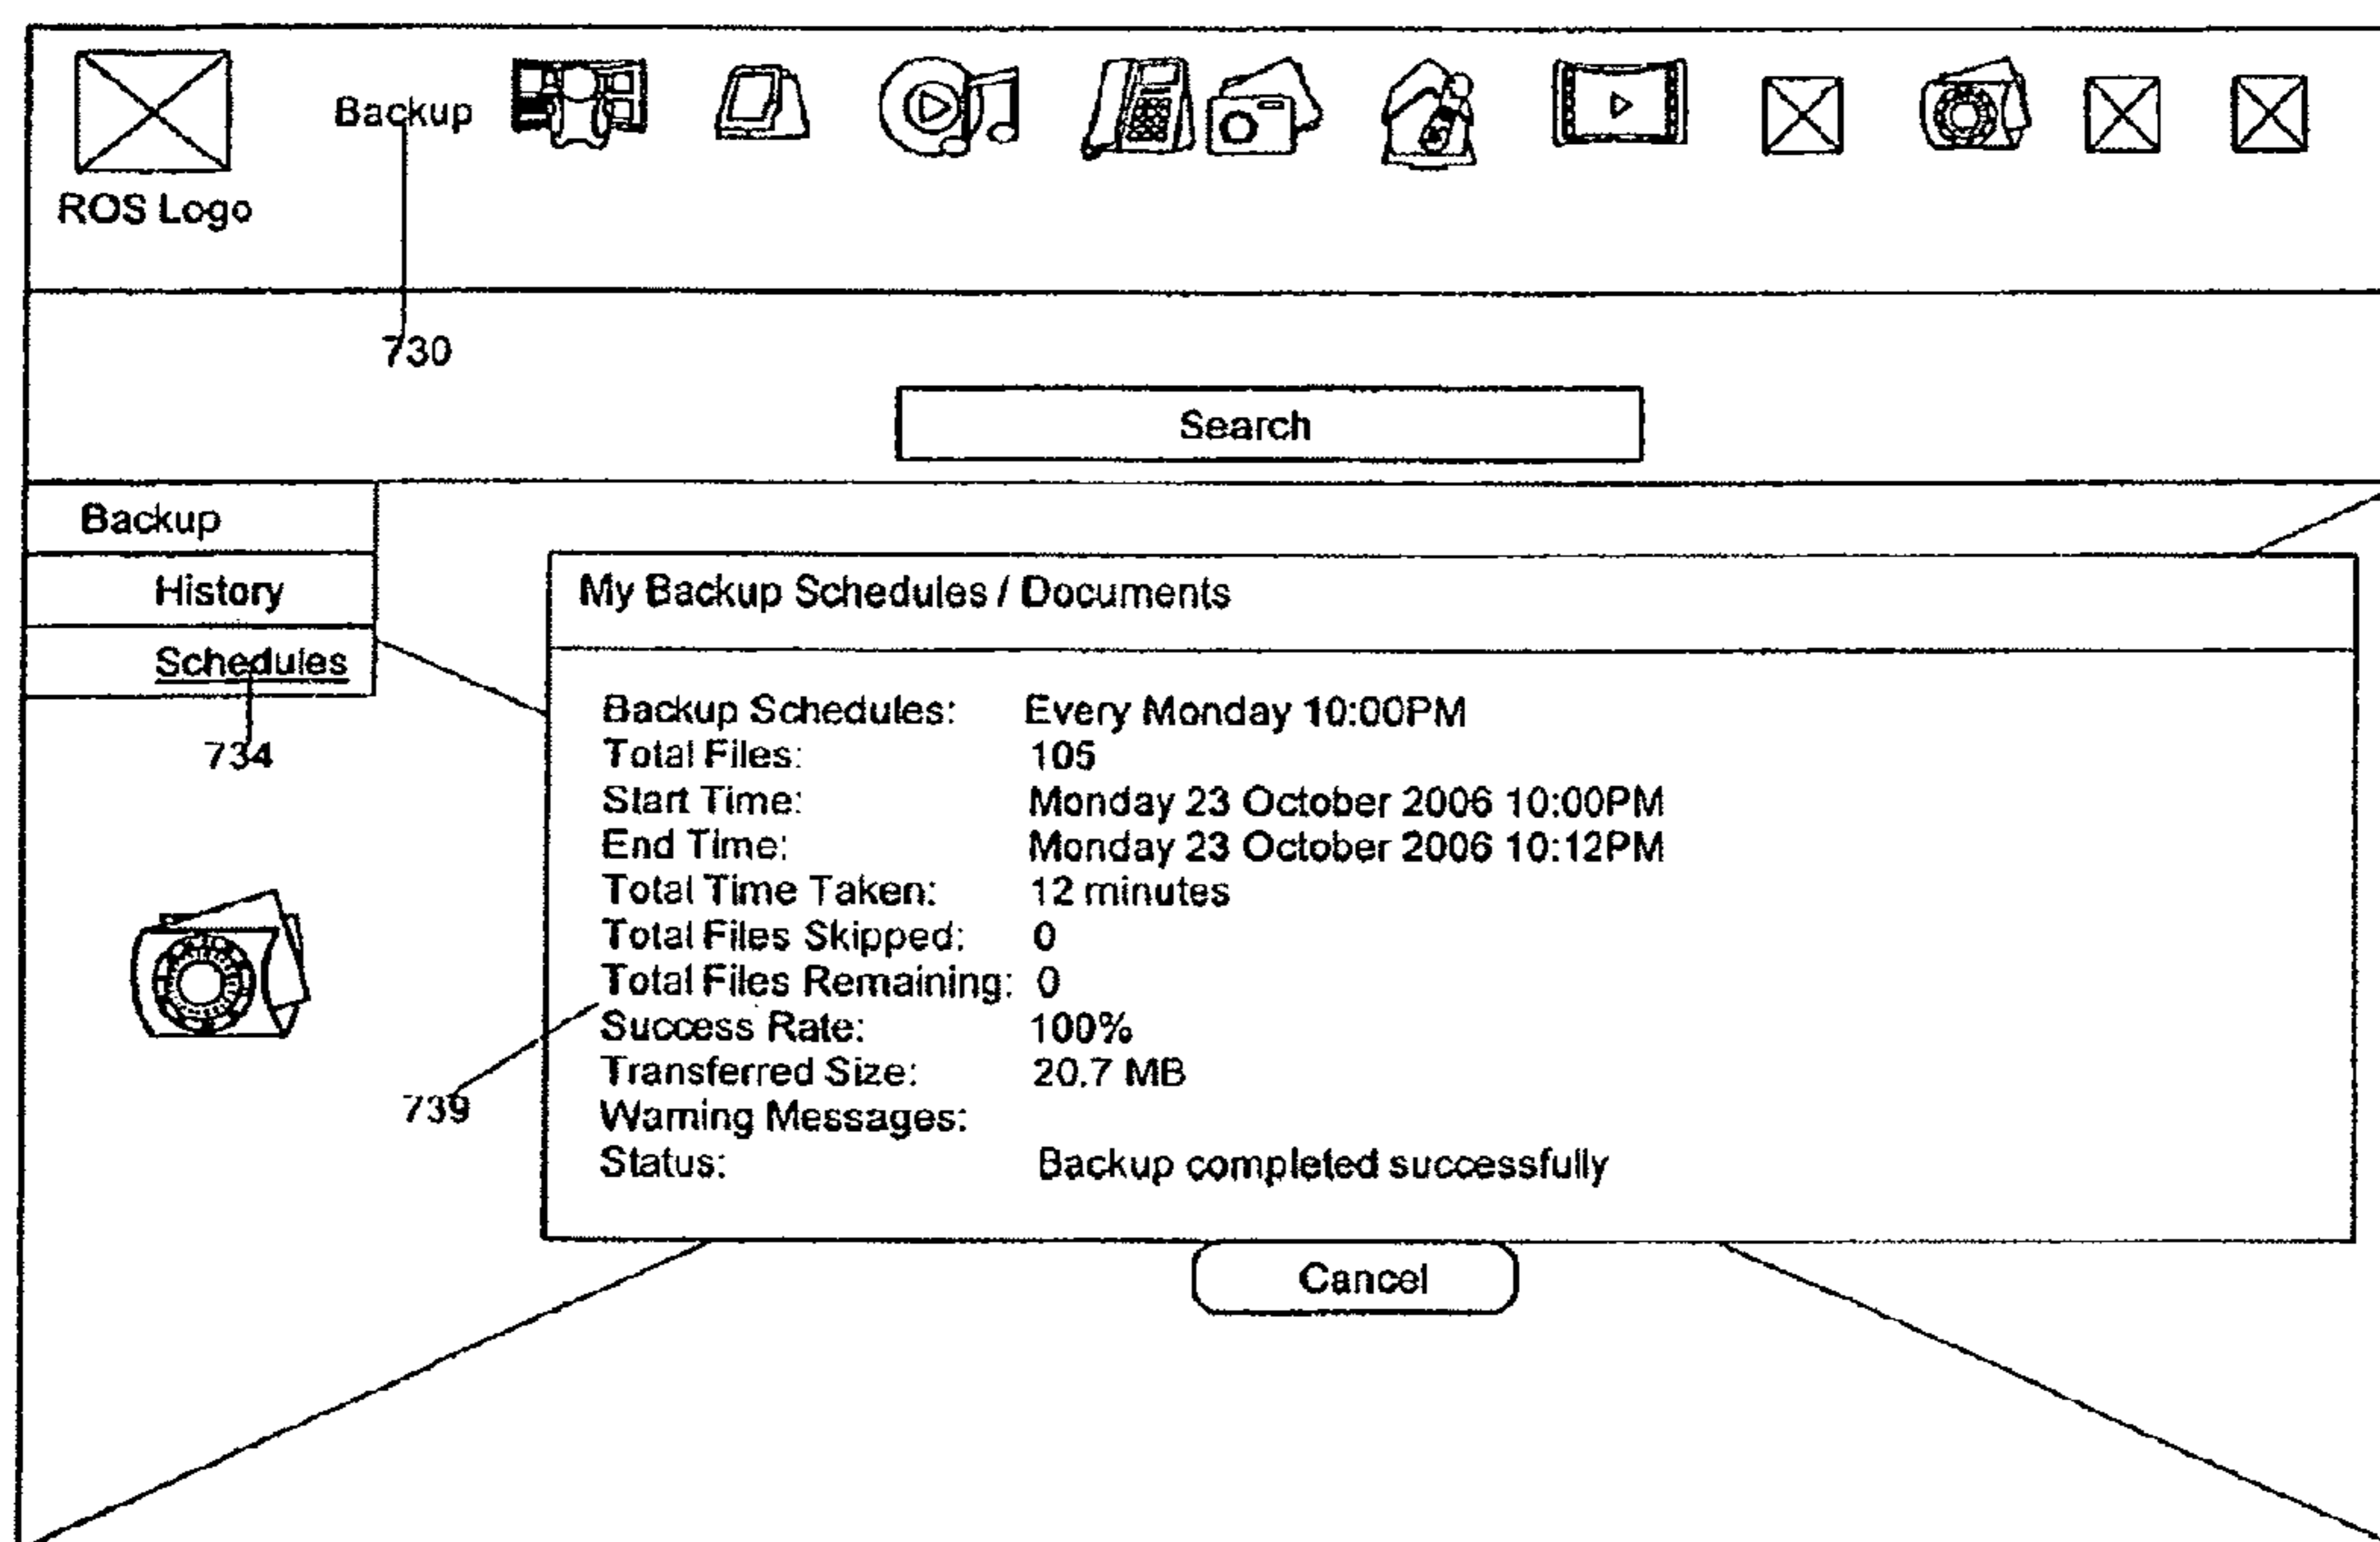 Backup
ROS Logo
730
Search
Backup
History
Schedules
734
My Backup Schedules / Documents
Backup Schedules: Every Monday 10:00PM
Total Files: 105
Start Time: Monday 23 October 2006 10:00PM
End Time: Monday 23 October 2006 10:12PM
Total Time Taken: 12 minutes
Total Files Skipped: 0
Total Files Remaining: 0
Success Rate: 100%
Transferred Size: 20.7 MB
739
Warning Messages:
Status: Backup completed successfully
Cancel